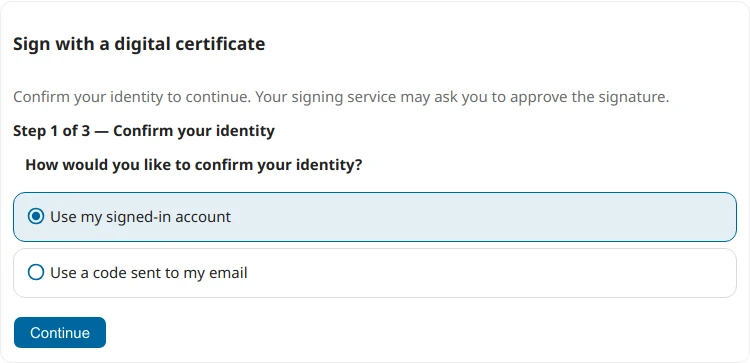 Sign with a digital certificate
Confirm your identity to continue. Your signing service may ask you to approve the signature.
Step 1 of 3 — Confirm your identity
How would you like to confirm your identity?
Use my signed-in account
Use a code sent to my email
Continue